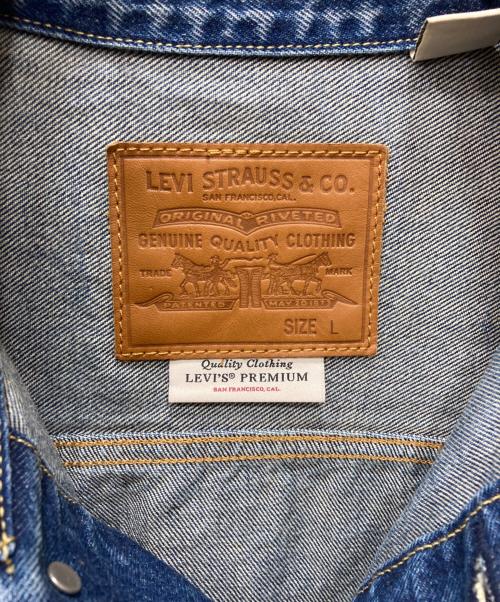 LEVI STRAUSS & CO.
SAN FRANCISCO, CAL.
ORIGINAL RIVETED
GENUINE QUALITY CLOTHING
TRADE MARK
PATENTED MAY 20 1873
SIZE L
Quality Clothing
LEVI'S® PREMIUM
SAN FRANCISCO, CAL.